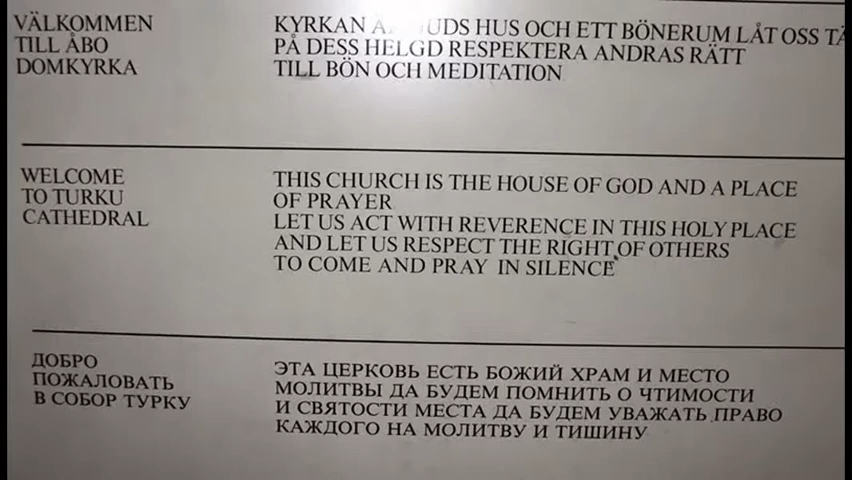 VÄLKOMMEN
TILL ÅBO
DOMKYRKA
KYRKAN HUS OCH ETT BÖNERUM LÅT OSS
PÅ DESS HELGD RESPEKTERA ANDRAS RÄTT
TILL BÖN OCH MEDITATION
WELCOME
TO TURKU
CATHEDRAL
THIS CHURCH IS THE HOUSE OF GOD AND A PLACE
OF PRAYER
LET US ACT WITH REVERENCE IN THIS HOLY PLACE
AND LET US RESPECT THE RIGHT OF OTHERS
TO COME AND PRAY IN SILENCE
ДОБРО
ПОЖАЛОВАТЬ
В СОБОР ТУРКУ
ЭТА ЦЕРКОВЬ ЕСТЬ БОЖИЙ ХРАМ И МЕСТО
МОЛИТВЫ ДА БУДЕМ ПОМНИТЬ О ЧТИМОСТИ
И СВЯТОСТИ МЕСТА ДА БУДЕМ УВАЖАТЬ ПРАВО
КАЖДОГО НА МОЛИТВУ И ТИШИНУ